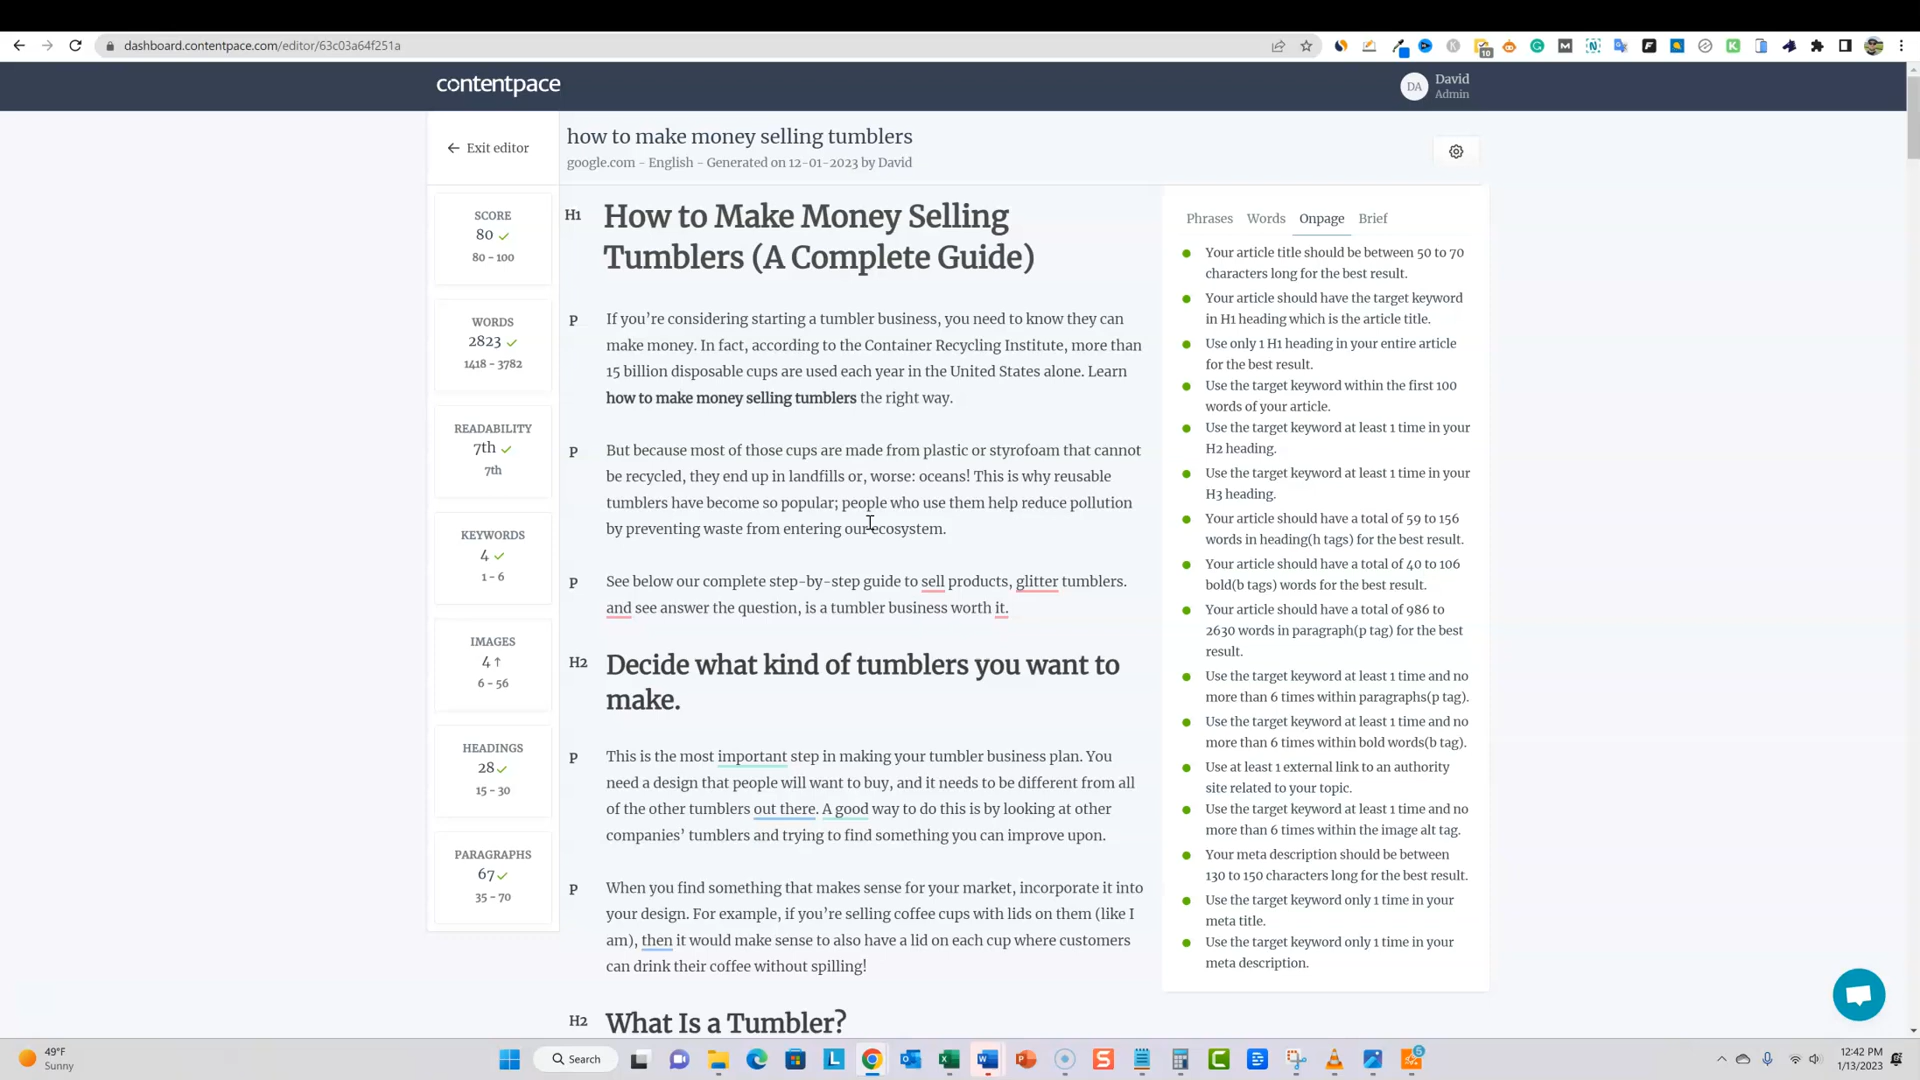 dashboard.contentpace.com/editor/63c03a64f251a
10
contentpace
DA
David
Admin
Exit editor
how to make money selling tumblers
google.com - English - Generated on 12-01-2023 by David
SCORE
80
80 - 100
WORDS
2823
1418 - 3782
READABILITY
7th
7th
KEYWORDS
4
1 - 6
IMAGES
4
6 - 56
HEADINGS
28
15 - 30
PARAGRAPHS
67
35 - 70
H1
How to Make Money Selling
Tumblers (A Complete Guide)
P
If you’re considering starting a tumbler business, you need to know they can
make money. In fact, according to the Container Recycling Institute, more than
15 billion disposable cups are used each year in the United States alone. Learn
how to make money selling tumblers the right way.
P
But because most of those cups are made from plastic or styrofoam that cannot
be recycled, they end up in landfills or, worse: oceans! This is why reusable
tumblers have become so popular; people who use them help reduce pollution
by preventing waste from entering our ecosystem.
P
See below our complete step-by-step guide to sell products, glitter tumblers.
and see answer the question, is a tumbler business worth it.
H2
Decide what kind of tumblers you want to
make.
P
This is the most important step in making your tumbler business plan. You
need a design that people will want to buy, and it needs to be different from all
of the other tumblers out there. A good way to do this is by looking at other
companies’ tumblers and trying to find something you can improve upon.
P
When you find something that makes sense for your market, incorporate it into
your design. For example, if you’re selling coffee cups with lids on them (like I
am), then it would make sense to also have a lid on each cup where customers
can drink their coffee without spilling!
H2
What Is a Tumbler?
Phrases Words Onpage Brief
Your article title should be between 50 to 70
characters long for the best result.
Your article should have the target keyword
in H1 heading which is the article title.
Use only 1 H1 heading in your entire article
for the best result.
Use the target keyword within the first 100
words of your article.
Use the target keyword at least 1 time in your
H2 heading.
Use the target keyword at least 1 time in your
H3 heading.
Your article should have a total of 59 to 156
words in heading(h tags) for the best result.
Your article should have a total of 40 to 106
bold(b tags) words for the best result.
Your article should have a total of 986 to
2630 words in paragraph(p tag) for the best
result.
Use the target keyword at least 1 time and no
more than 6 times within paragraphs(p tag).
Use the target keyword at least 1 time and no
more than 6 times within bold words(b tag).
Use at least 1 external link to an authority
site related to your topic.
Use the target keyword at least 1 time and no
more than 6 times within the image alt tag.
Your meta description should be between
130 to 150 characters long for the best result.
Use the target keyword only 1 time in your
meta title.
Use the target keyword only 1 time in your
meta description.
49°F
Sunny
Search
5
12:42 PM
1/13/2023